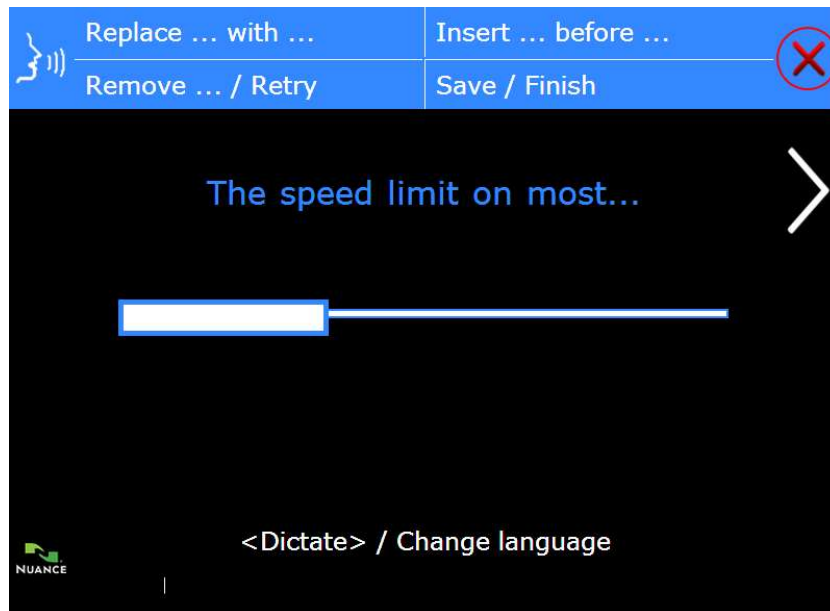 Replace ... with ...
Insert ... before ...
Remove ... / Retry
Save / Finish
The speed limit on most...
<Dictate> / Change language
NUANCE